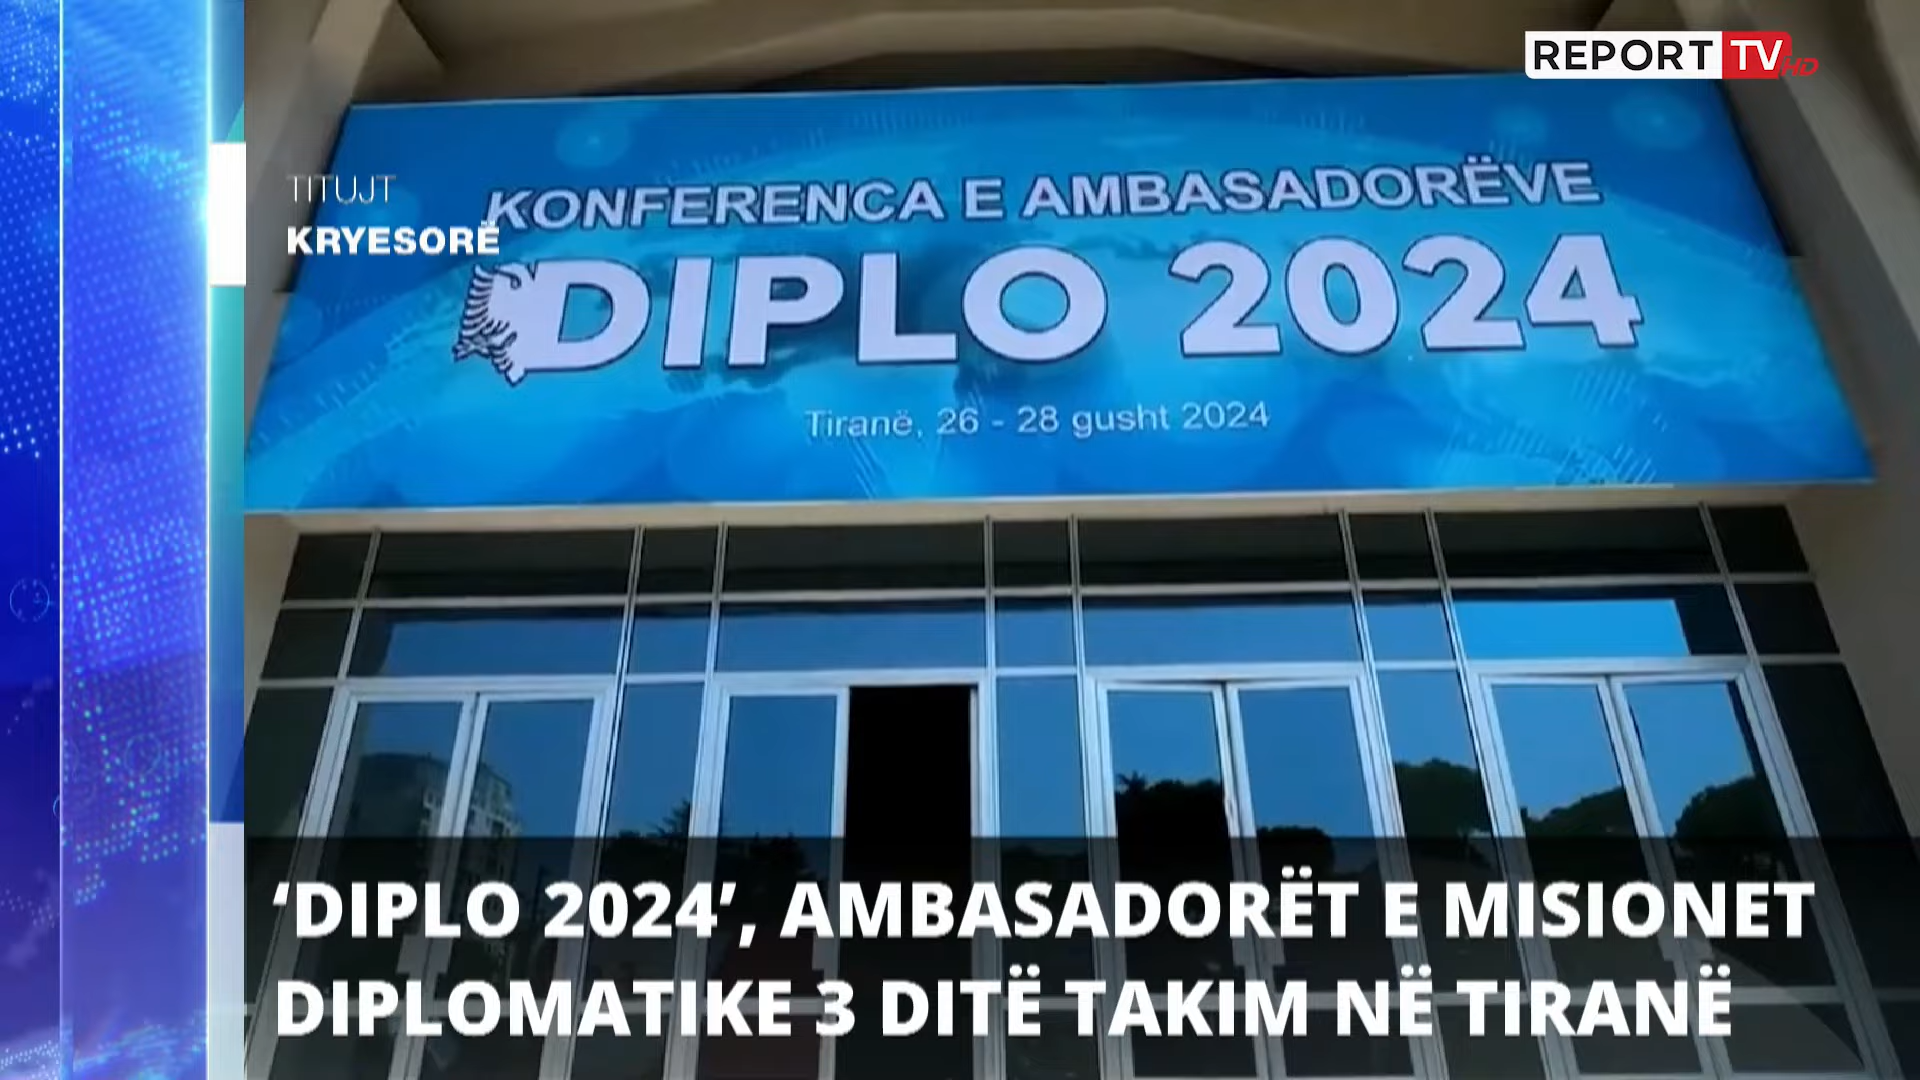 REPORT TV HD
TITUJT
KRYESORË
KONFERENCA E AMBASADORËVE
DIPLO 2024
Tiranë, 26 - 28 gusht 2024
‘DIPLO 2024’, AMBASADORËT E MISIONET
DIPLOMATIKE 3 DITË TAKIM NË TIRANË